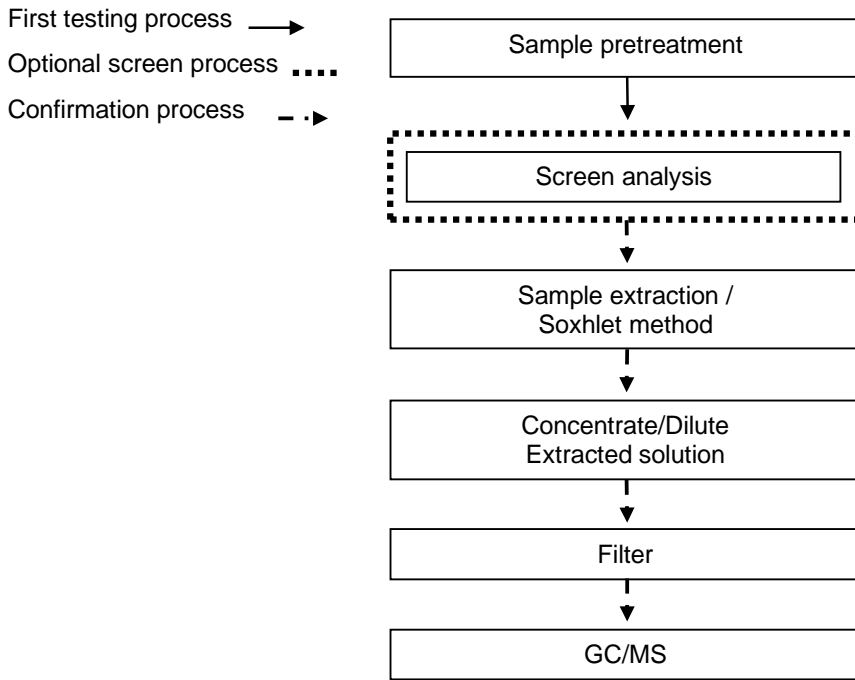 First testing process
Optional screen process
Confirmation process
Sample pretreatment
Screen analysis
Sample extraction /
Soxhlet method
Concentrate/Dilute
Extracted solution
Filter
GC/MS